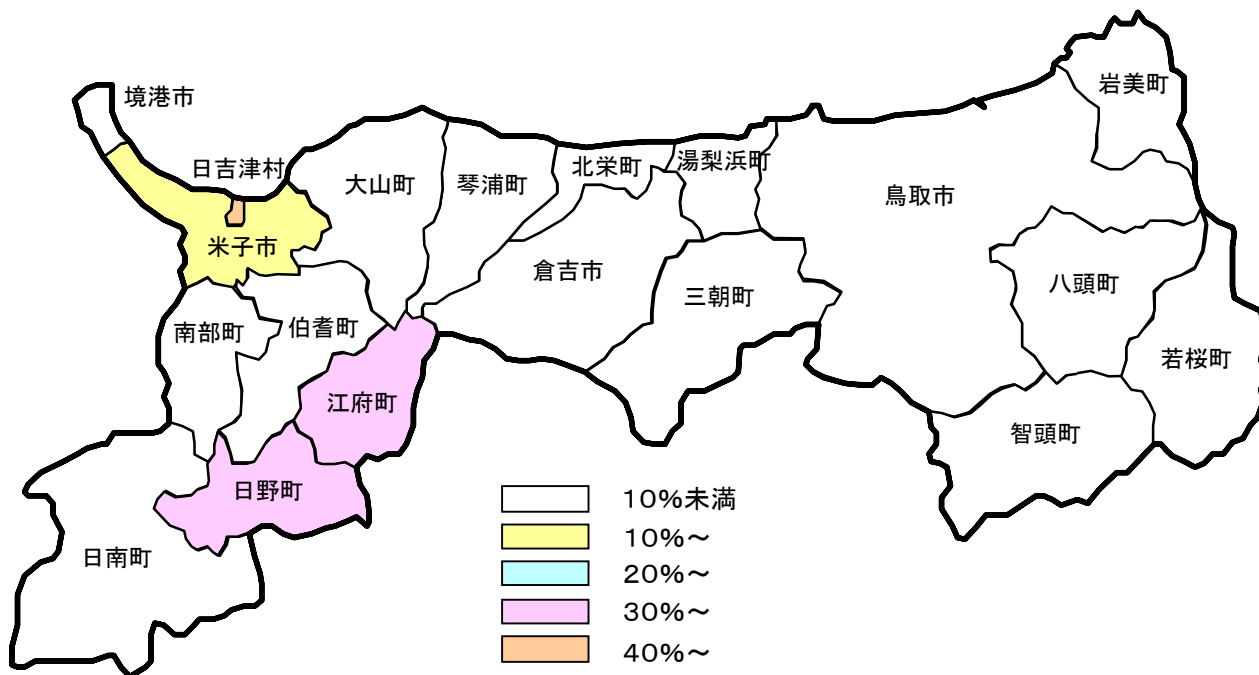 境港市
岩美町
日吉津村
大山町
琴浦町
北栄町
湯梨浜町
鳥取市
米子市
倉吉市
三朝町
八頭町
南部町
伯耆町
若桜町
江府町
智頭町
日野町
日南町
10%未満
10%～
20%～
30%～
40%～